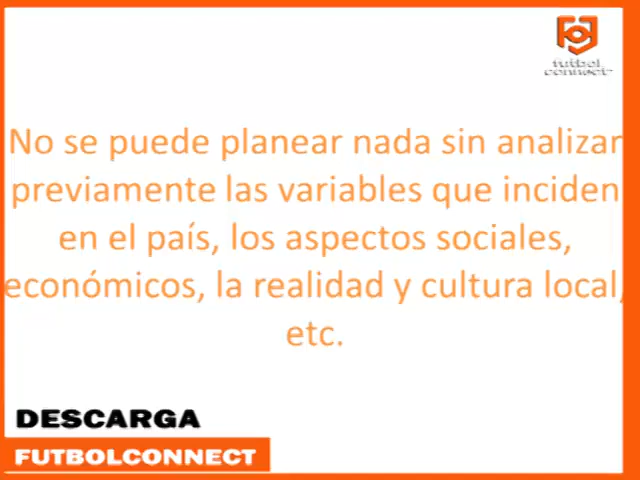 futbol
connect
No se puede planear nada sin analizar
previamente las variables que inciden
en el país, los aspectos sociales,
económicos, la realidad y cultura local,
etc.
DESCARGA
FUTBOLCONNECT